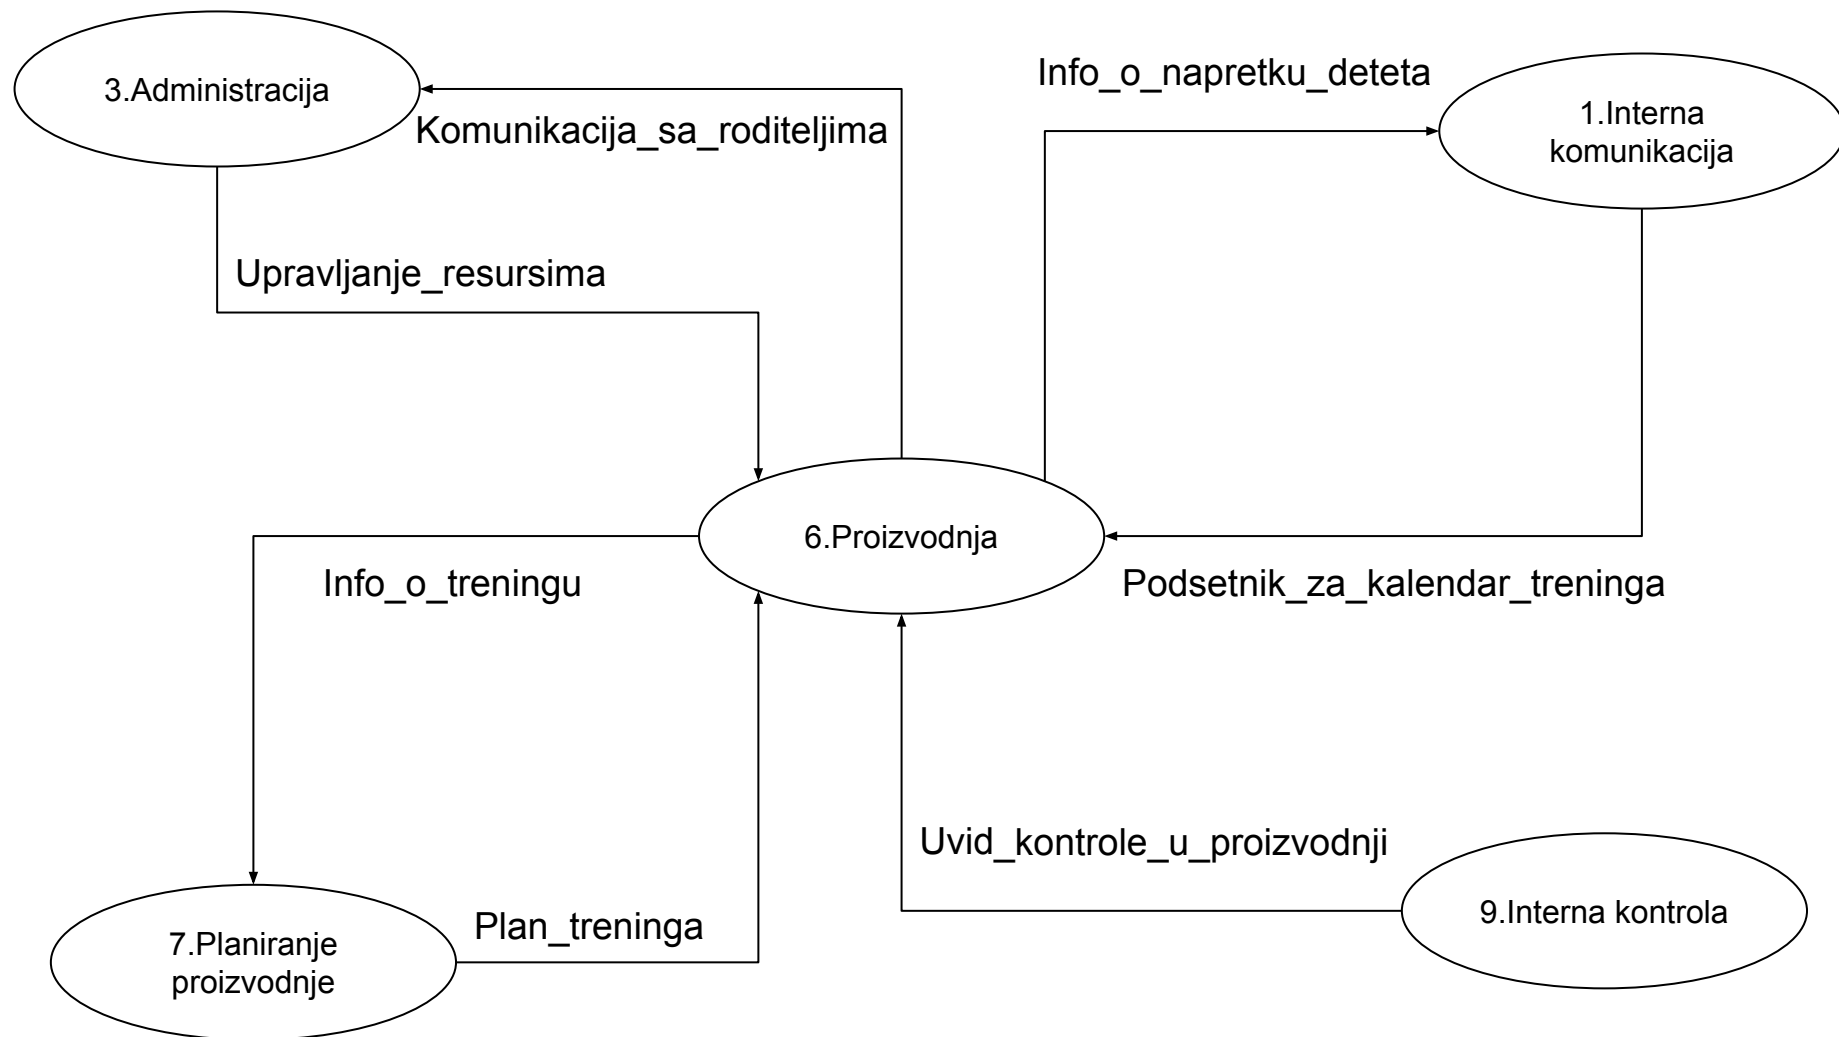 3.Administracija
Info_o_napretku_deteta
1.Interna
komunikacija
Komunikacija_sa_roditeljima
Upravljanje_resursima
6.Proizvodnja
Info_o_treningu
Podsetnik_za_kalendar_treninga
Uvid_kontrole_u_proizvodnji
9.Interna kontrola
Plan_treninga
7.Planiranje
proizvodnje